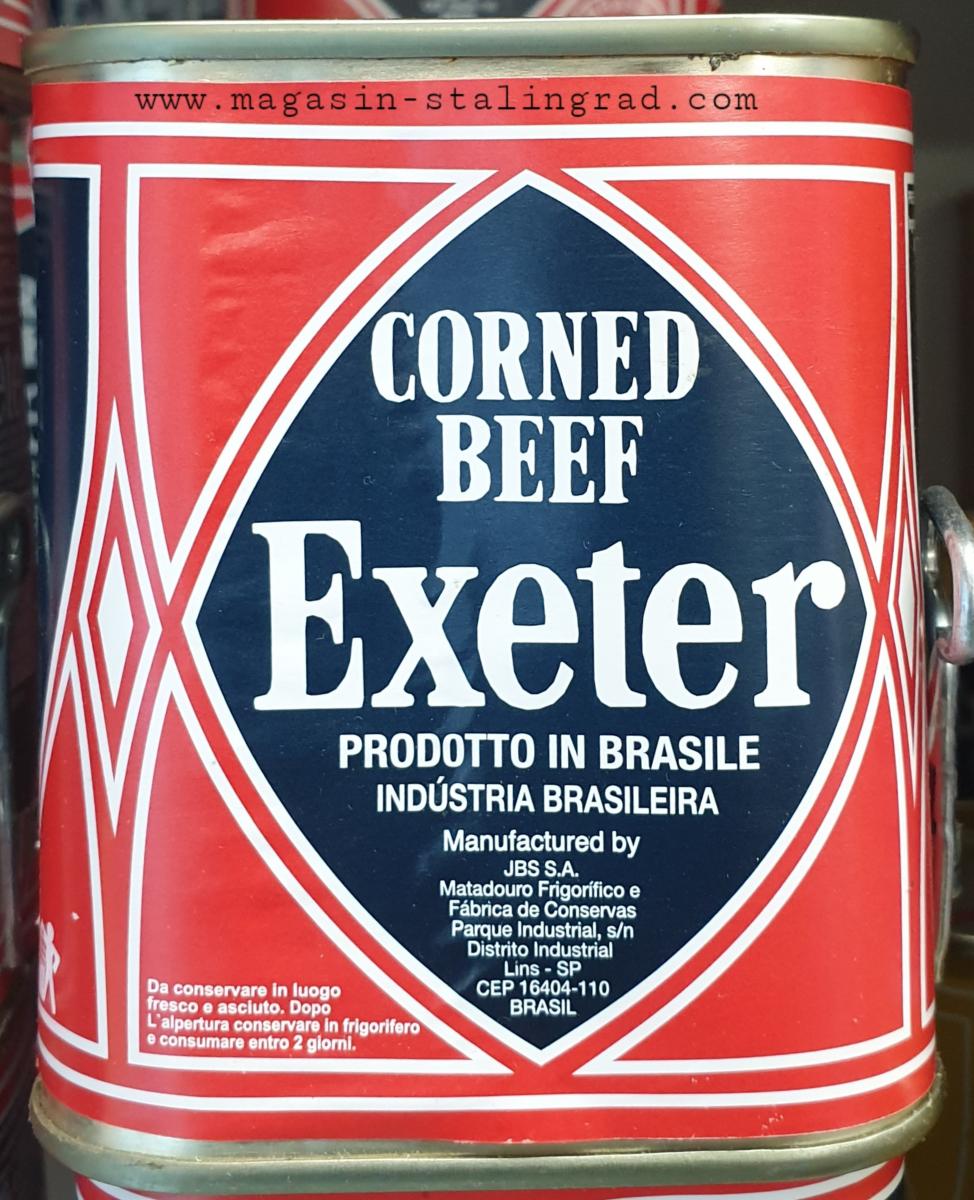 www.magasin-stalingrad.com
CORNED
BEEF
Exeter
PRODOTTO IN BRASILE
INDÚSTRIA BRASILEIRA
Manufactured by
JBS S.A.
Matadouro Frigorífico e
Fábrica de Conservas
Parque Industrial, s/n
Distrito Industrial
Lins - SP
CEP 16404-110
BRASIL
Da conservare in luogo
fresco e asciuto. Dopo
L'alpertura conservare in frigorifero
e consumare entro 2 giorni.